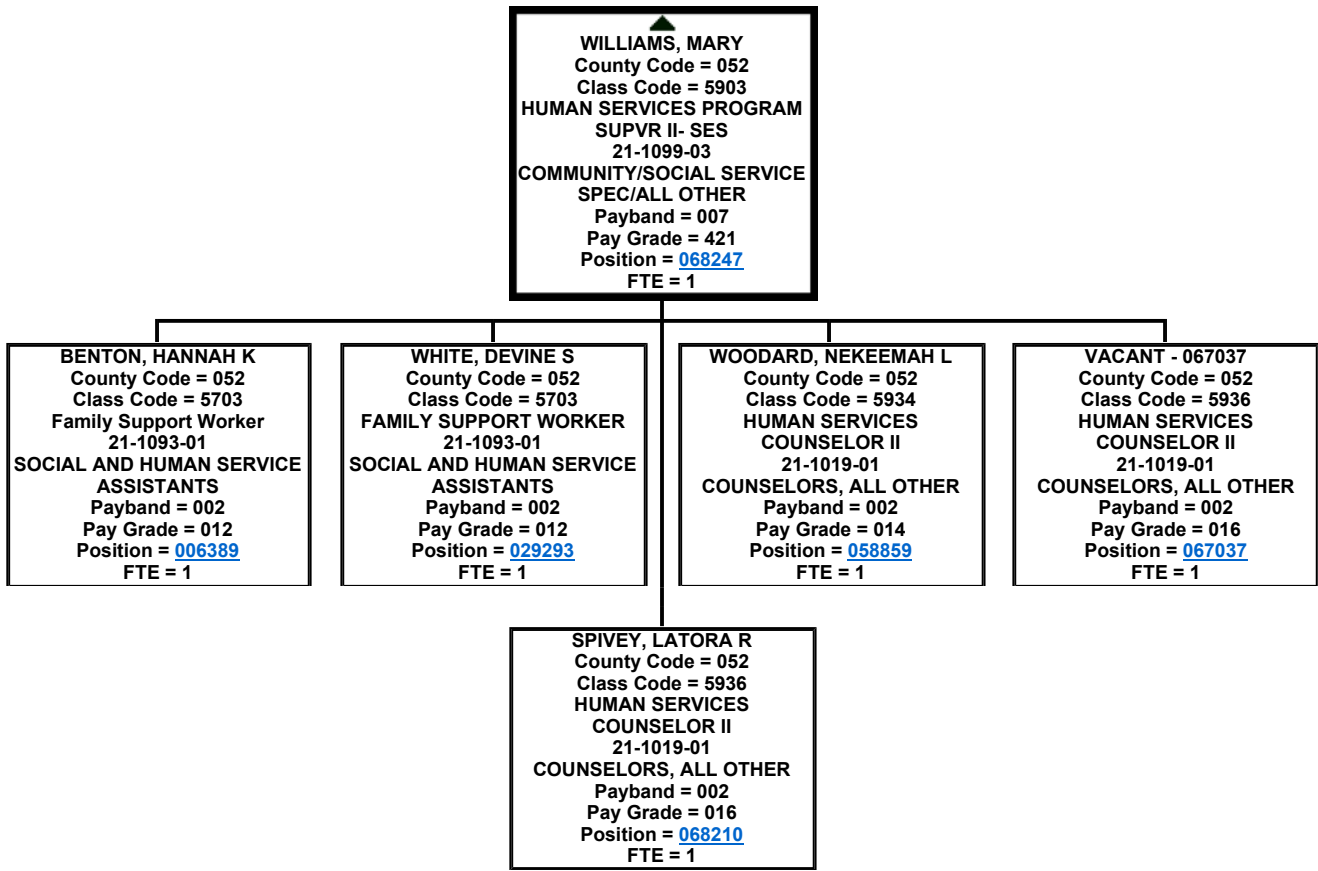 WILLIAMS, MARY
County Code = 052
Class Code = 5903
HUMAN SERVICES PROGRAM
SUPVR II- SES
21-1099-03
COMMUNITY/SOCIAL SERVICE
SPEC/ALL OTHER
Payband = 007
Pay Grade = 421
Position = 068247
FTE = 1
BENTON, HANNAH K
County Code = 052
Class Code = 5703
Family Support Worker
21-1093-01
SOCIAL AND HUMAN SERVICE
ASSISTANTS
Payband = 002
Pay Grade = 012
Position = 006389
FTE = 1
WHITE, DEVINE S
County Code = 052
Class Code = 5703
FAMILY SUPPORT WORKER
21-1093-01
SOCIAL AND HUMAN SERVICE
ASSISTANTS
Payband = 002
Pay Grade = 012
Position = 029293
FTE = 1
WOODARD, NEKEEMAH L
County Code = 052
Class Code = 5934
HUMAN SERVICES
COUNSELOR II
21-1019-01
COUNSELORS, ALL OTHER
Payband = 002
Pay Grade = 014
Position = 058859
FTE = 1
VACANT - 067037
County Code = 052
Class Code = 5936
HUMAN SERVICES
COUNSELOR II
21-1019-01
COUNSELORS, ALL OTHER
Payband = 002
Pay Grade = 016
Position = 067037
FTE = 1
SPIVEY, LATORA R
County Code = 052
Class Code = 5936
HUMAN SERVICES
COUNSELOR II
21-1019-01
COUNSELORS, ALL OTHER
Payband = 002
Pay Grade = 016
Position = 068210
FTE = 1